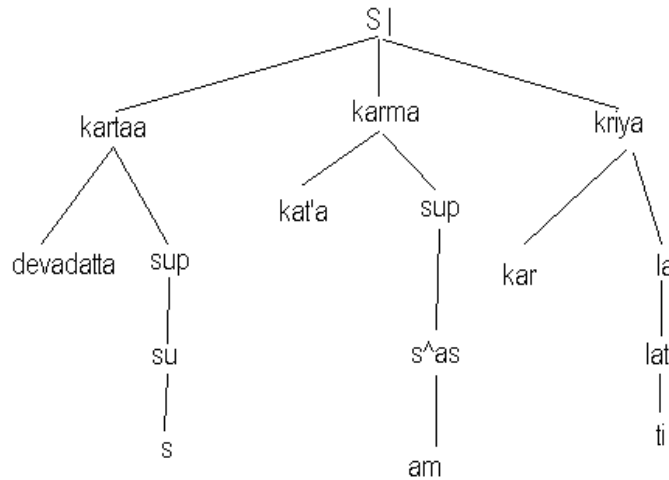 S |
kartaa karma kriya
kat'a sup
devadatta sup kar la
su s^as lat
s am ti